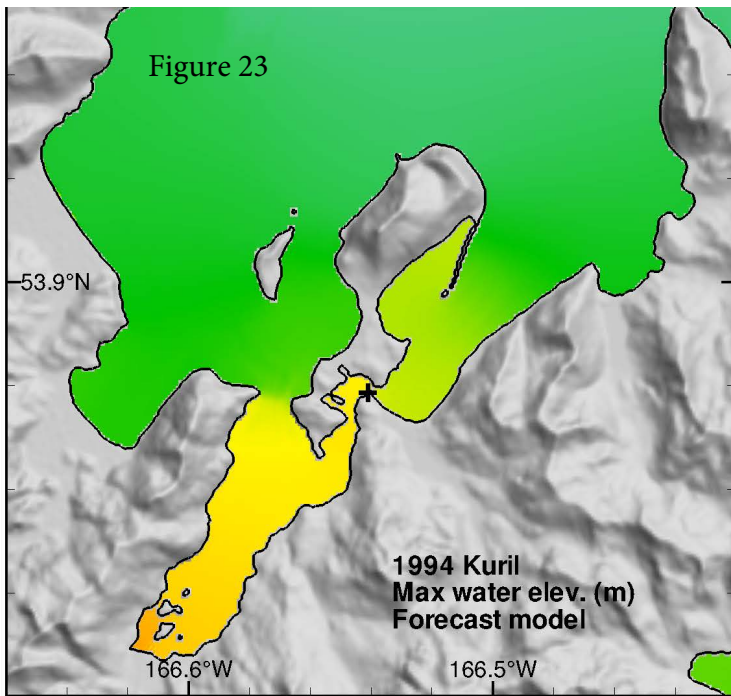 Figure 23
53.9°N
1994 Kuril
Max water elev. (m)
Forecast model
166.6°W 166.5°W